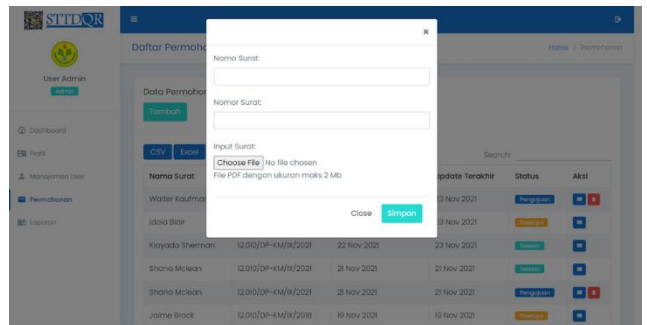 STTDQR
Daftar Permoho
Home / Permohonan
User Admin
Admin
Dashboard
Profil
Manajemen User
Permohonan
Laporan
Data Permohon
Tambah
CSV Excel
Search:
Nama Surat
Update Terakhir Status Aksi
Walter Kaufman 23 Nov 2021 Pengajuan
Idola Blair 23 Nov 2021
Kloyada Sherman 12.010/DP-KM/IX/2021 22 Nov 2021 23 Nov 2021
Shana Mclean 12.010/DP-KM/IX/2021 21 Nov 2021 21 Nov 2021
Shana Mclean 12.010/DP-KM/IX/2021 21 Nov 2021 21 Nov 2021 Pengajuan
Jaime Brock 12.010/DP-KM/IX/2018 19 Nov 2021 19 Nov 2021
×
Nama Surat:
Nomor Surat:
Input Surat:
Choose File No file chosen
File PDF dengan ukuran maks 2 Mb
Close Simpan